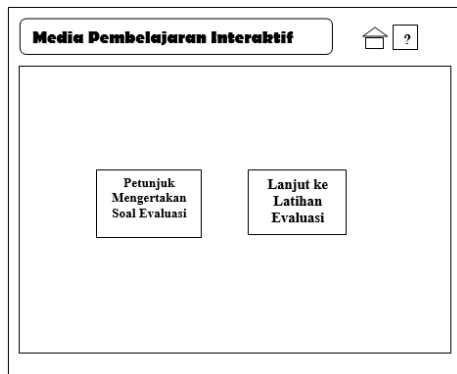 Media Pembelajaran Interaktif
?
Petunjuk
Mengertakan
Soal Evaluasi
Lanjut ke
Latihan
Evaluasi